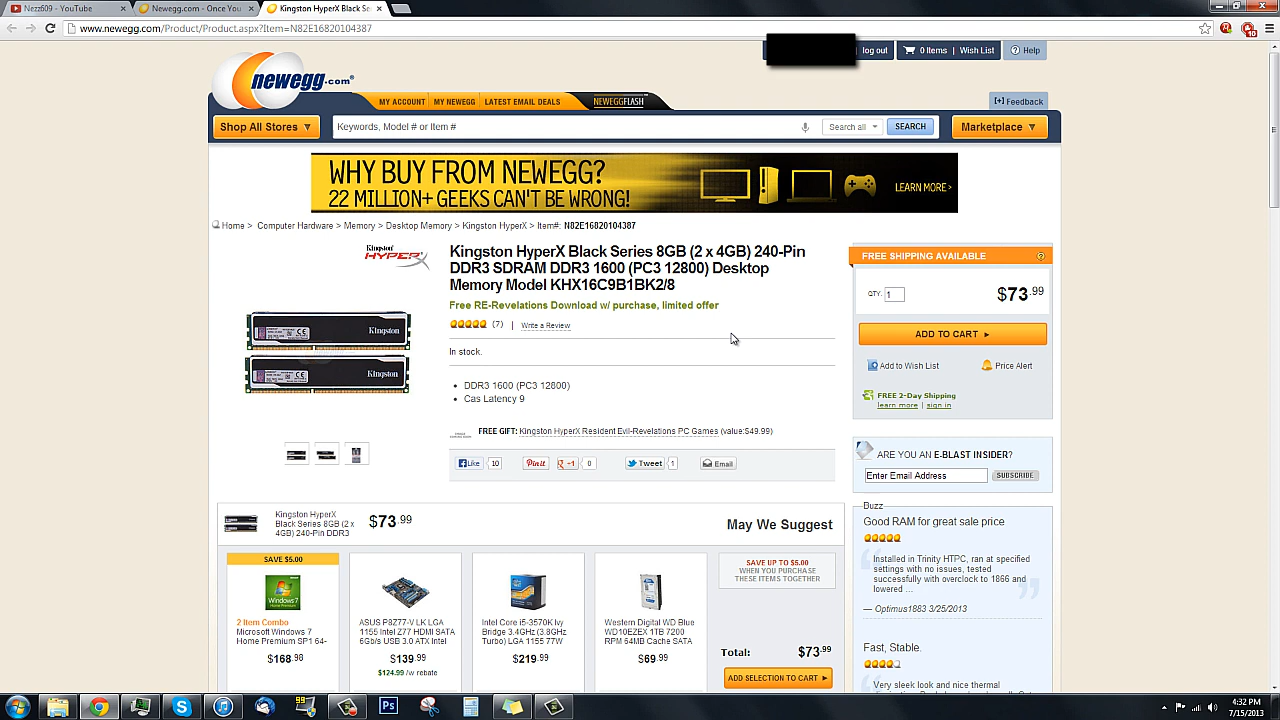 Nezz609 - YouTube
Newegg.com - Once You
Kingston HyperX Black Se
www.newegg.com/Product/Product.aspx?Item=N82E16820104387
10
log out
0 Items | Wish List
Help
newegg.com
[+] Feedback
MY ACCOUNT
MY NEWEGG
LATEST EMAIL DEALS
NEWEGGFLASH
Shop All Stores
Keywords, Model # or Item #
Search all
SEARCH
Marketplace
WHY BUY FROM NEWEGG?
22 MILLION+ GEEKS CAN'T BE WRONG!
LEARN MORE >
Home > Computer Hardware > Memory > Desktop Memory > Kingston HyperX > Item#: N82E16820104387
Kingston
HYPERX
Kingston HyperX Black Series 8GB (2 x 4GB) 240-Pin
DDR3 SDRAM DDR3 1600 (PC3 12800) Desktop
Memory Model KHX16C9B1BK2/8
Free RE-Revelations Download w/ purchase, limited offer
(7) | Write a Review
In stock.
• DDR3 1600 (PC3 12800)
• Cas Latency 9
Kingston
Kingston
FREE GIFT: Kingston HyperX Resident Evil-Revelations PC Games (value:$49.99)
Like 10
Pinit
+1 0
Tweet 1
Email
FREE SHIPPING AVAILABLE
QTY. 1
$73.99
ADD TO CART
Add to Wish List
Price Alert
FREE 2-Day Shipping
learn more | sign in
ARE YOU AN E-BLAST INSIDER?
Enter Email Address
SUBSCRIBE
Buzz
Good RAM for great sale price
Installed in Trinity HTPC, ran at specified
settings with no issues, tested
successfully with overclock to 1866 and
lowered ...
— Optimus1883 3/25/2013
Fast, Stable.
Very sleek look and nice thermal
Kingston HyperX
Black Series 8GB (2 x
4GB) 240-Pin DDR3
$73.99
May We Suggest
SAVE $5.00
Windows 7
2 Item Combo
Microsoft Windows 7
Home Premium SP1 64-
$168.98
ASUS P8Z77-V LK LGA
1155 Intel Z77 HDMI SATA
6Gb/s USB 3.0 ATX Intel
$139.99
$124.99 /w rebate
Intel Core i5-3570K Ivy
Bridge 3.4GHz (3.8GHz
Turbo) LGA 1155 77W
$219.99
Western Digital WD Blue
WD10EZEX 1TB 7200
RPM 64MB Cache SATA
$69.99
SAVE UP TO $5.00
WHEN YOU PURCHASE
THESE ITEMS TOGETHER
Total: $73.99
ADD SELECTION TO CART
99
Ps
4:32 PM
7/15/2013